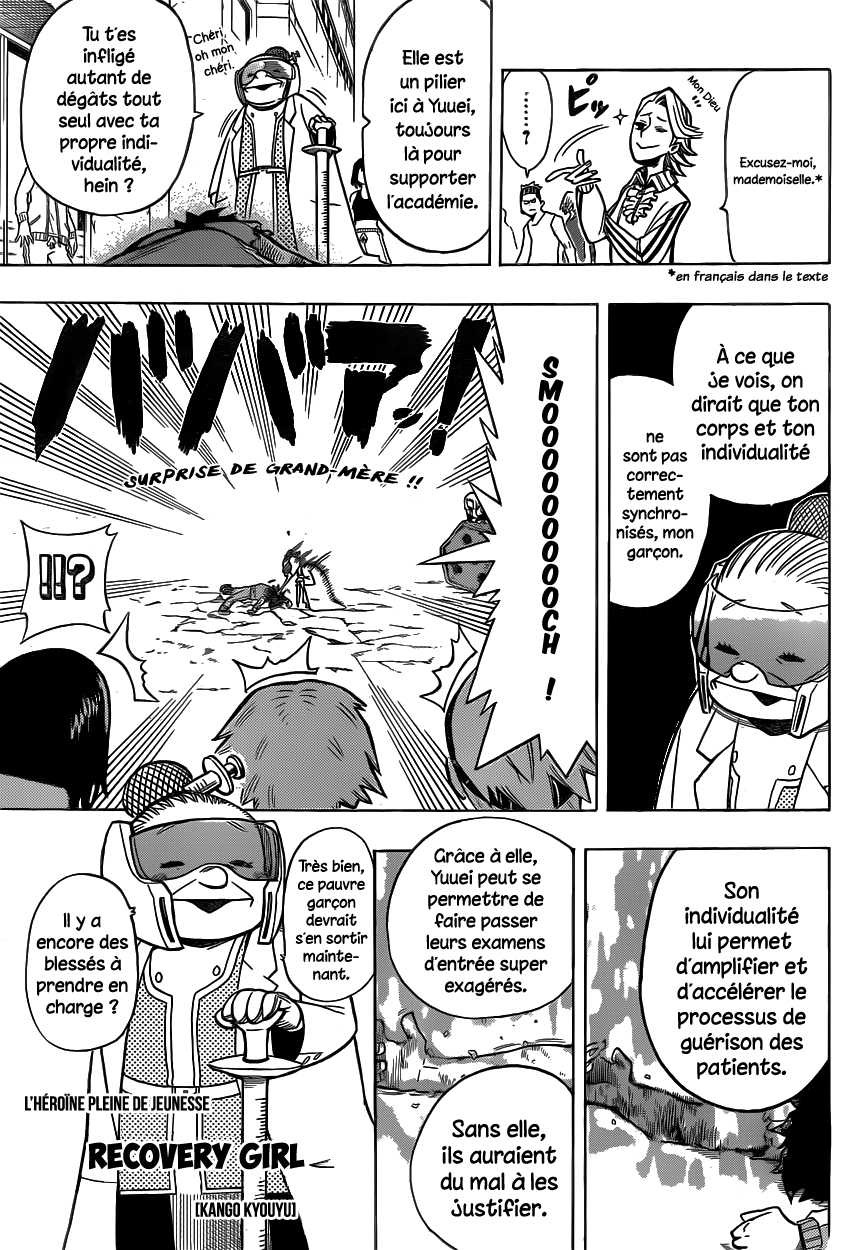 Excusez-moi,
mademoiselle.*
Mon Dieu
...
ピッ
......
?
*en français dans le texte
Elle est
un pilier
ici à Yuuei,
toujours
là pour
supporter
l'académie.
Chéri,
oh mon
chéri.
Tu t'es
infligé
autant de
dégâts tout
seul avec ta
propre indi-
vidualité,
hein ?
À ce que
je vois, on
dirait que ton
corps et ton
individualité
ne
sont pas
correc-
tement
synchro-
nisés, mon
garçon.
SMOOOOOOOOOCH !
SURPRISE DE GRAND-MÈRE !!
!!?
Son
individualité
lui permet
d'amplifier et
d'accélérer le
processus de
guérison des
patients.
Grâce à elle,
Yuuei peut se
permettre de
faire passer
leurs examens
d'entrée super
exagérés.
Sans elle,
ils auraient
du mal à les
justifier.
Très bien,
ce pauvre
garçon
devrait
s'en sortir
mainte-
nant.
Il y a
encore des
blessés à
prendre en
charge ?
L'HÉROÏNE PLEINE DE JEUNESSE
RECOVERY GIRL
[KANGO KYOUYU]